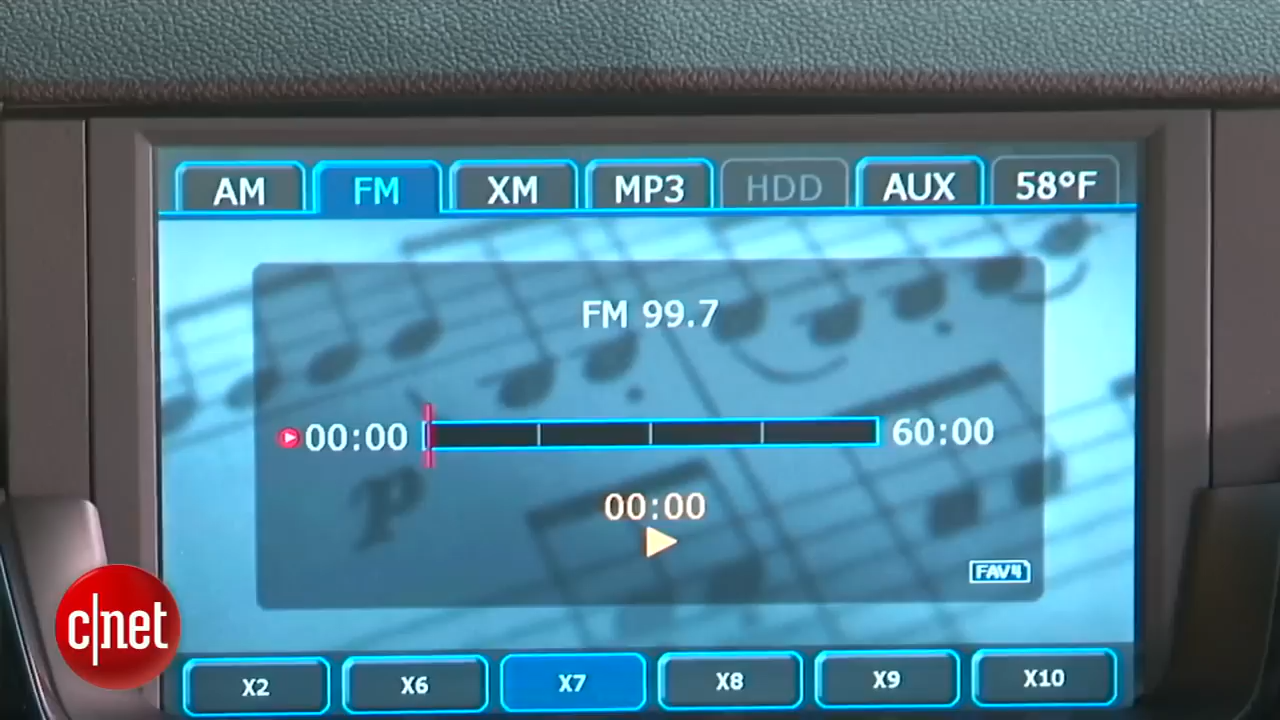 AM FM XM MP3 HDD AUX 58°F
FM 99.7
00:00 60:00
00:00
FAV4
c|net
X2 X6 X7 X8 X9 X10